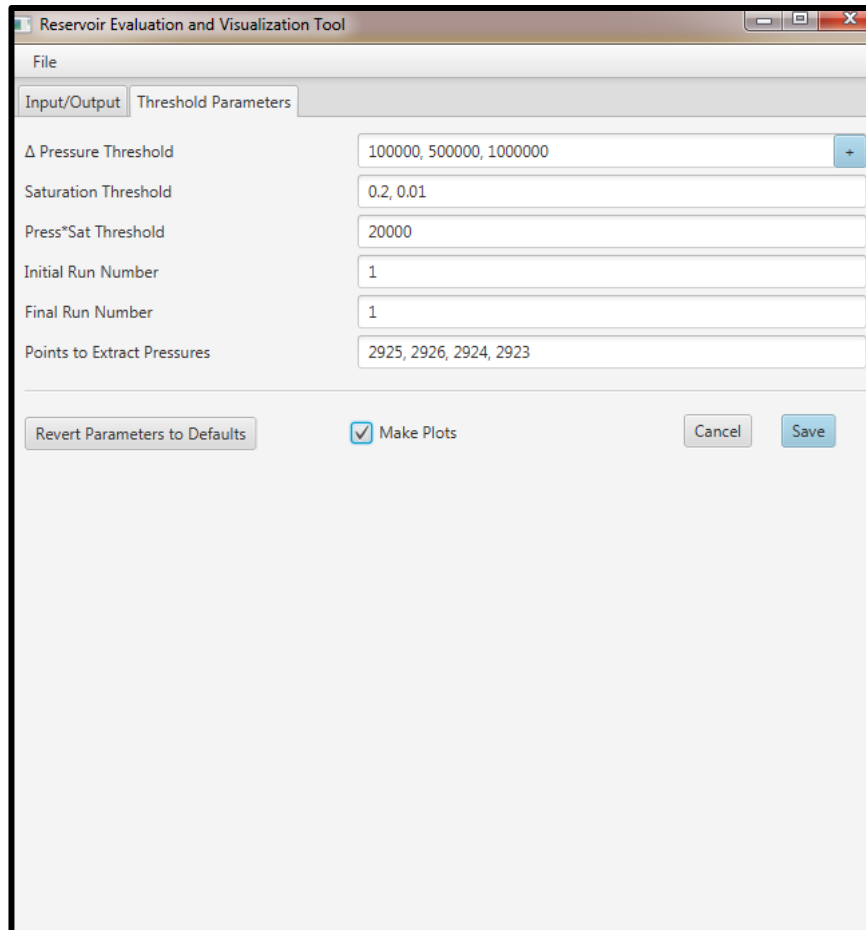 Reservoir Evaluation and Visualization Tool
File
Input/Output Threshold Parameters
Δ Pressure Threshold 100000, 500000, 1000000 +
Saturation Threshold 0.2, 0.01
Press*Sat Threshold 20000
Initial Run Number 1
Final Run Number 1
Points to Extract Pressures 2925, 2926, 2924, 2923
Revert Parameters to Defaults Make Plots Cancel Save